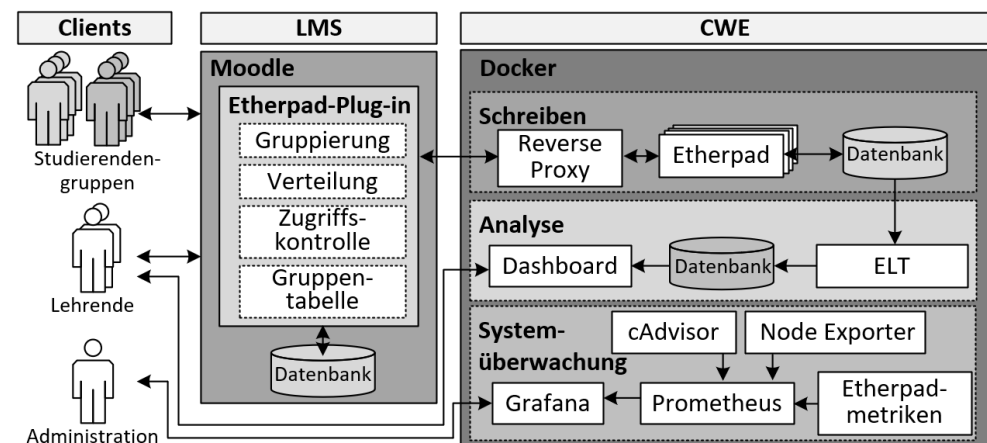 Clients
LMS
CWE
Moodle
Docker
Etherpad-Plug-in
Gruppierung
Verteilung
Zugriffs-
kontrolle
Gruppen-
tabelle
Datenbank
Studierenden-
gruppen
Lehrende
Administration
Schreiben
Reverse
Proxy
Etherpad
Datenbank
Analyse
Dashboard
Datenbank
ELT
System-
überwachung
cAdvisor
Node Exporter
Grafana
Prometheus
Etherpad-
metriken